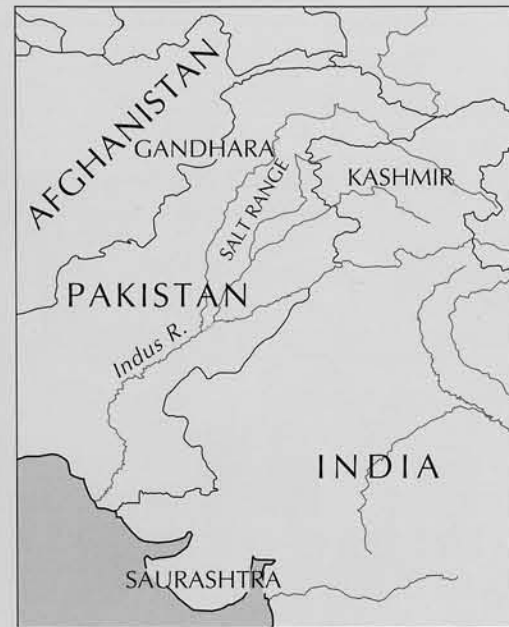 AFGHANISTAN
GANDHARA
KASHMIR
SALT RANGE
PAKISTAN
Indus R.
INDIA
SAURASHTRA